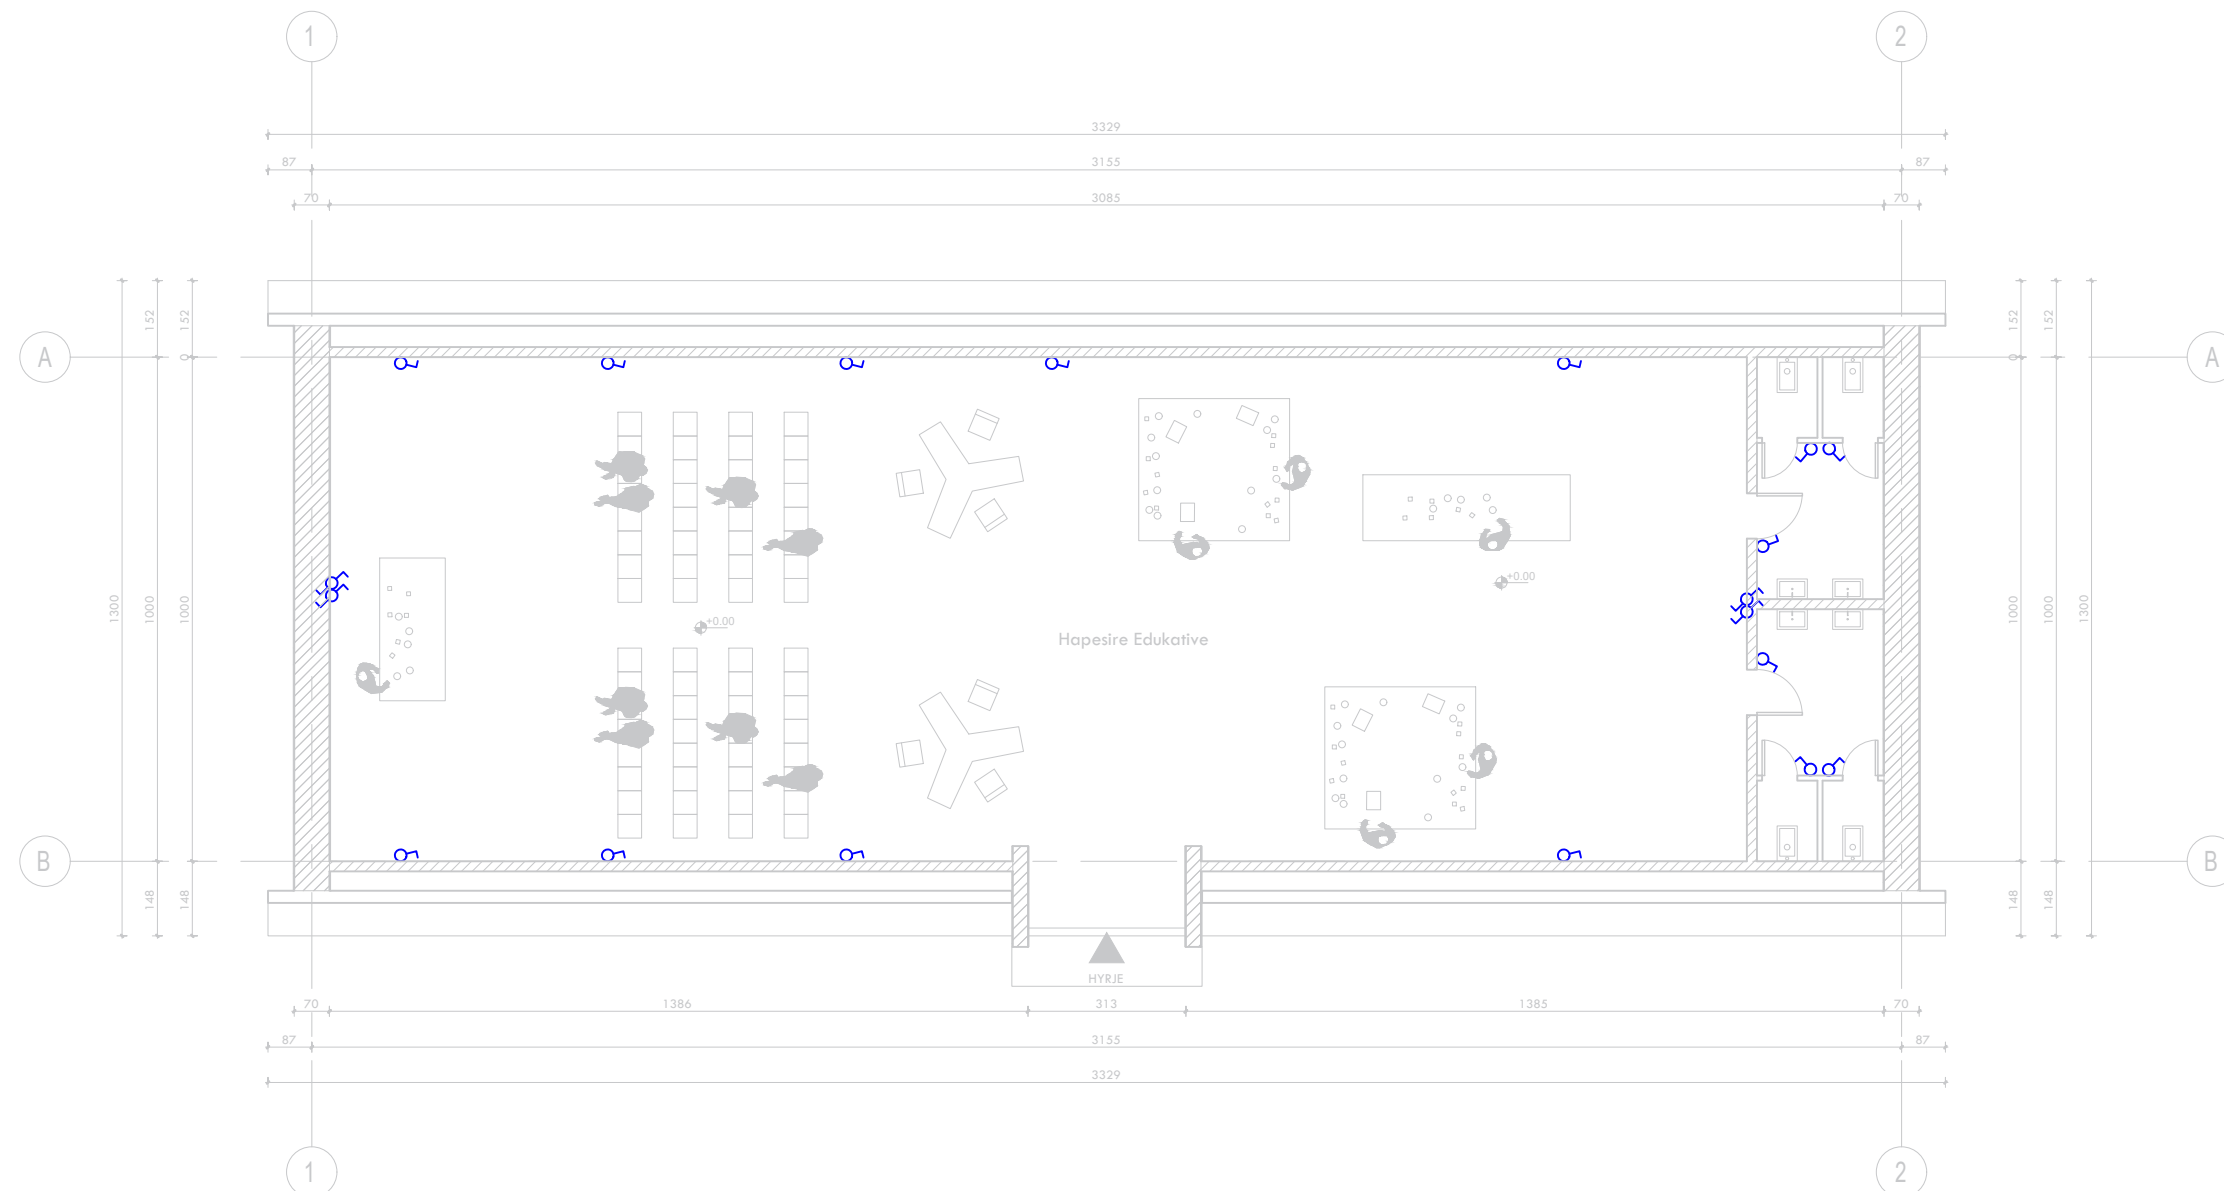 1 2
3329
87 3155 87
70 3085 70
152 152 152 152
A 0 0 A
+0.00
1300 1000 1000 1000 1000 1300
+0.00
Hapesire Edukative
B B
148 148 148 148
HYRJE
70 1386 313 1385 70
87 3155 87
3329
1 2